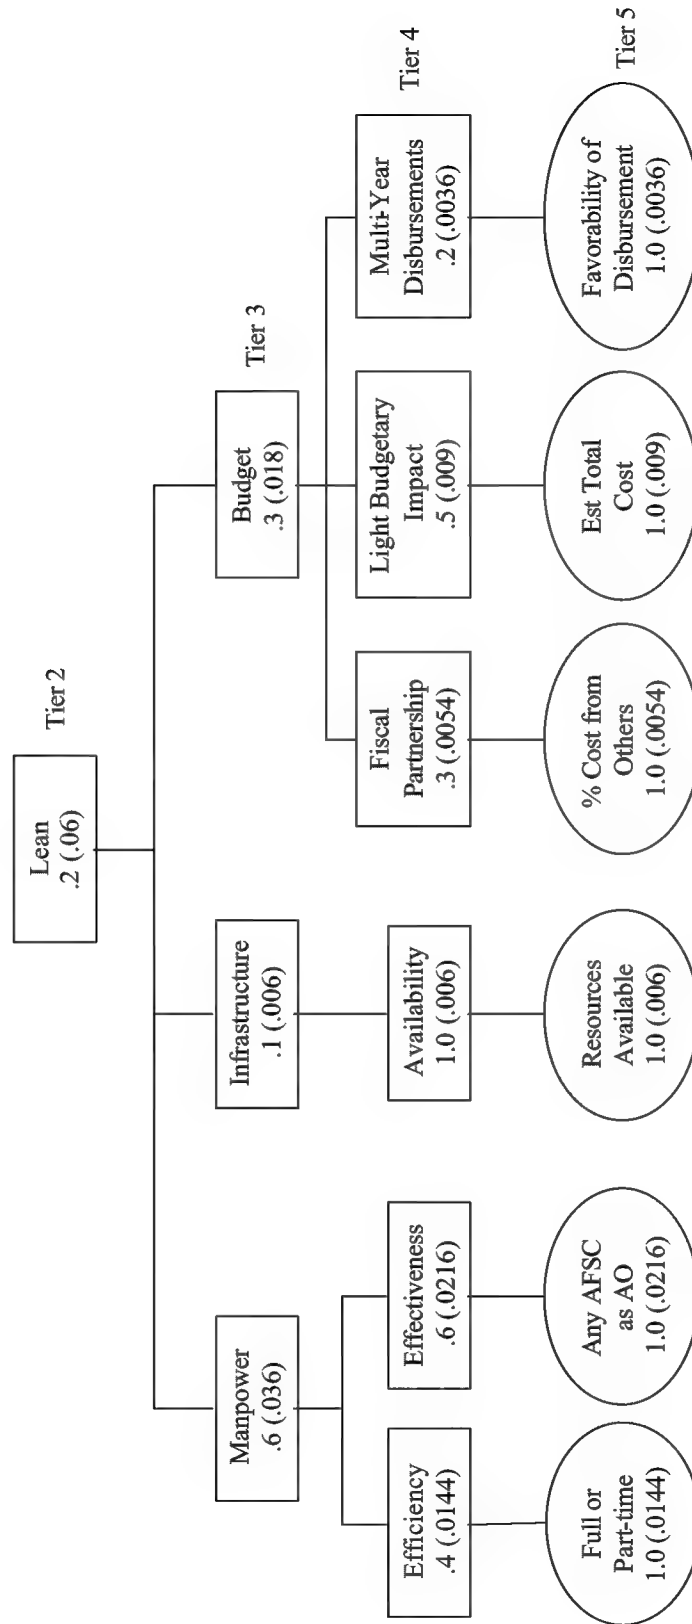 Lean
.2 (.06)
Tier 2
Manpower
.6 (.036)
Infrastructure
.1 (.006)
Budget
.3 (.018)
Tier 3
Efficiency
.4 (.0144)
Effectiveness
.6 (.0216)
Availability
1.0 (.006)
Fiscal
Partnership
.3 (.0054)
Light Budgetary
Impact
.5 (.009)
Multi-Year
Disbursements
.2 (.0036)
Tier 4
Full or
Part-time
1.0 (.0144)
Any AFSC
as AO
1.0 (.0216)
Resources
Available
1.0 (.006)
% Cost from
Others
1.0 (.0054)
Est Total
Cost
1.0 (.009)
Favorability of
Disbursement
1.0 (.0036)
Tier 5